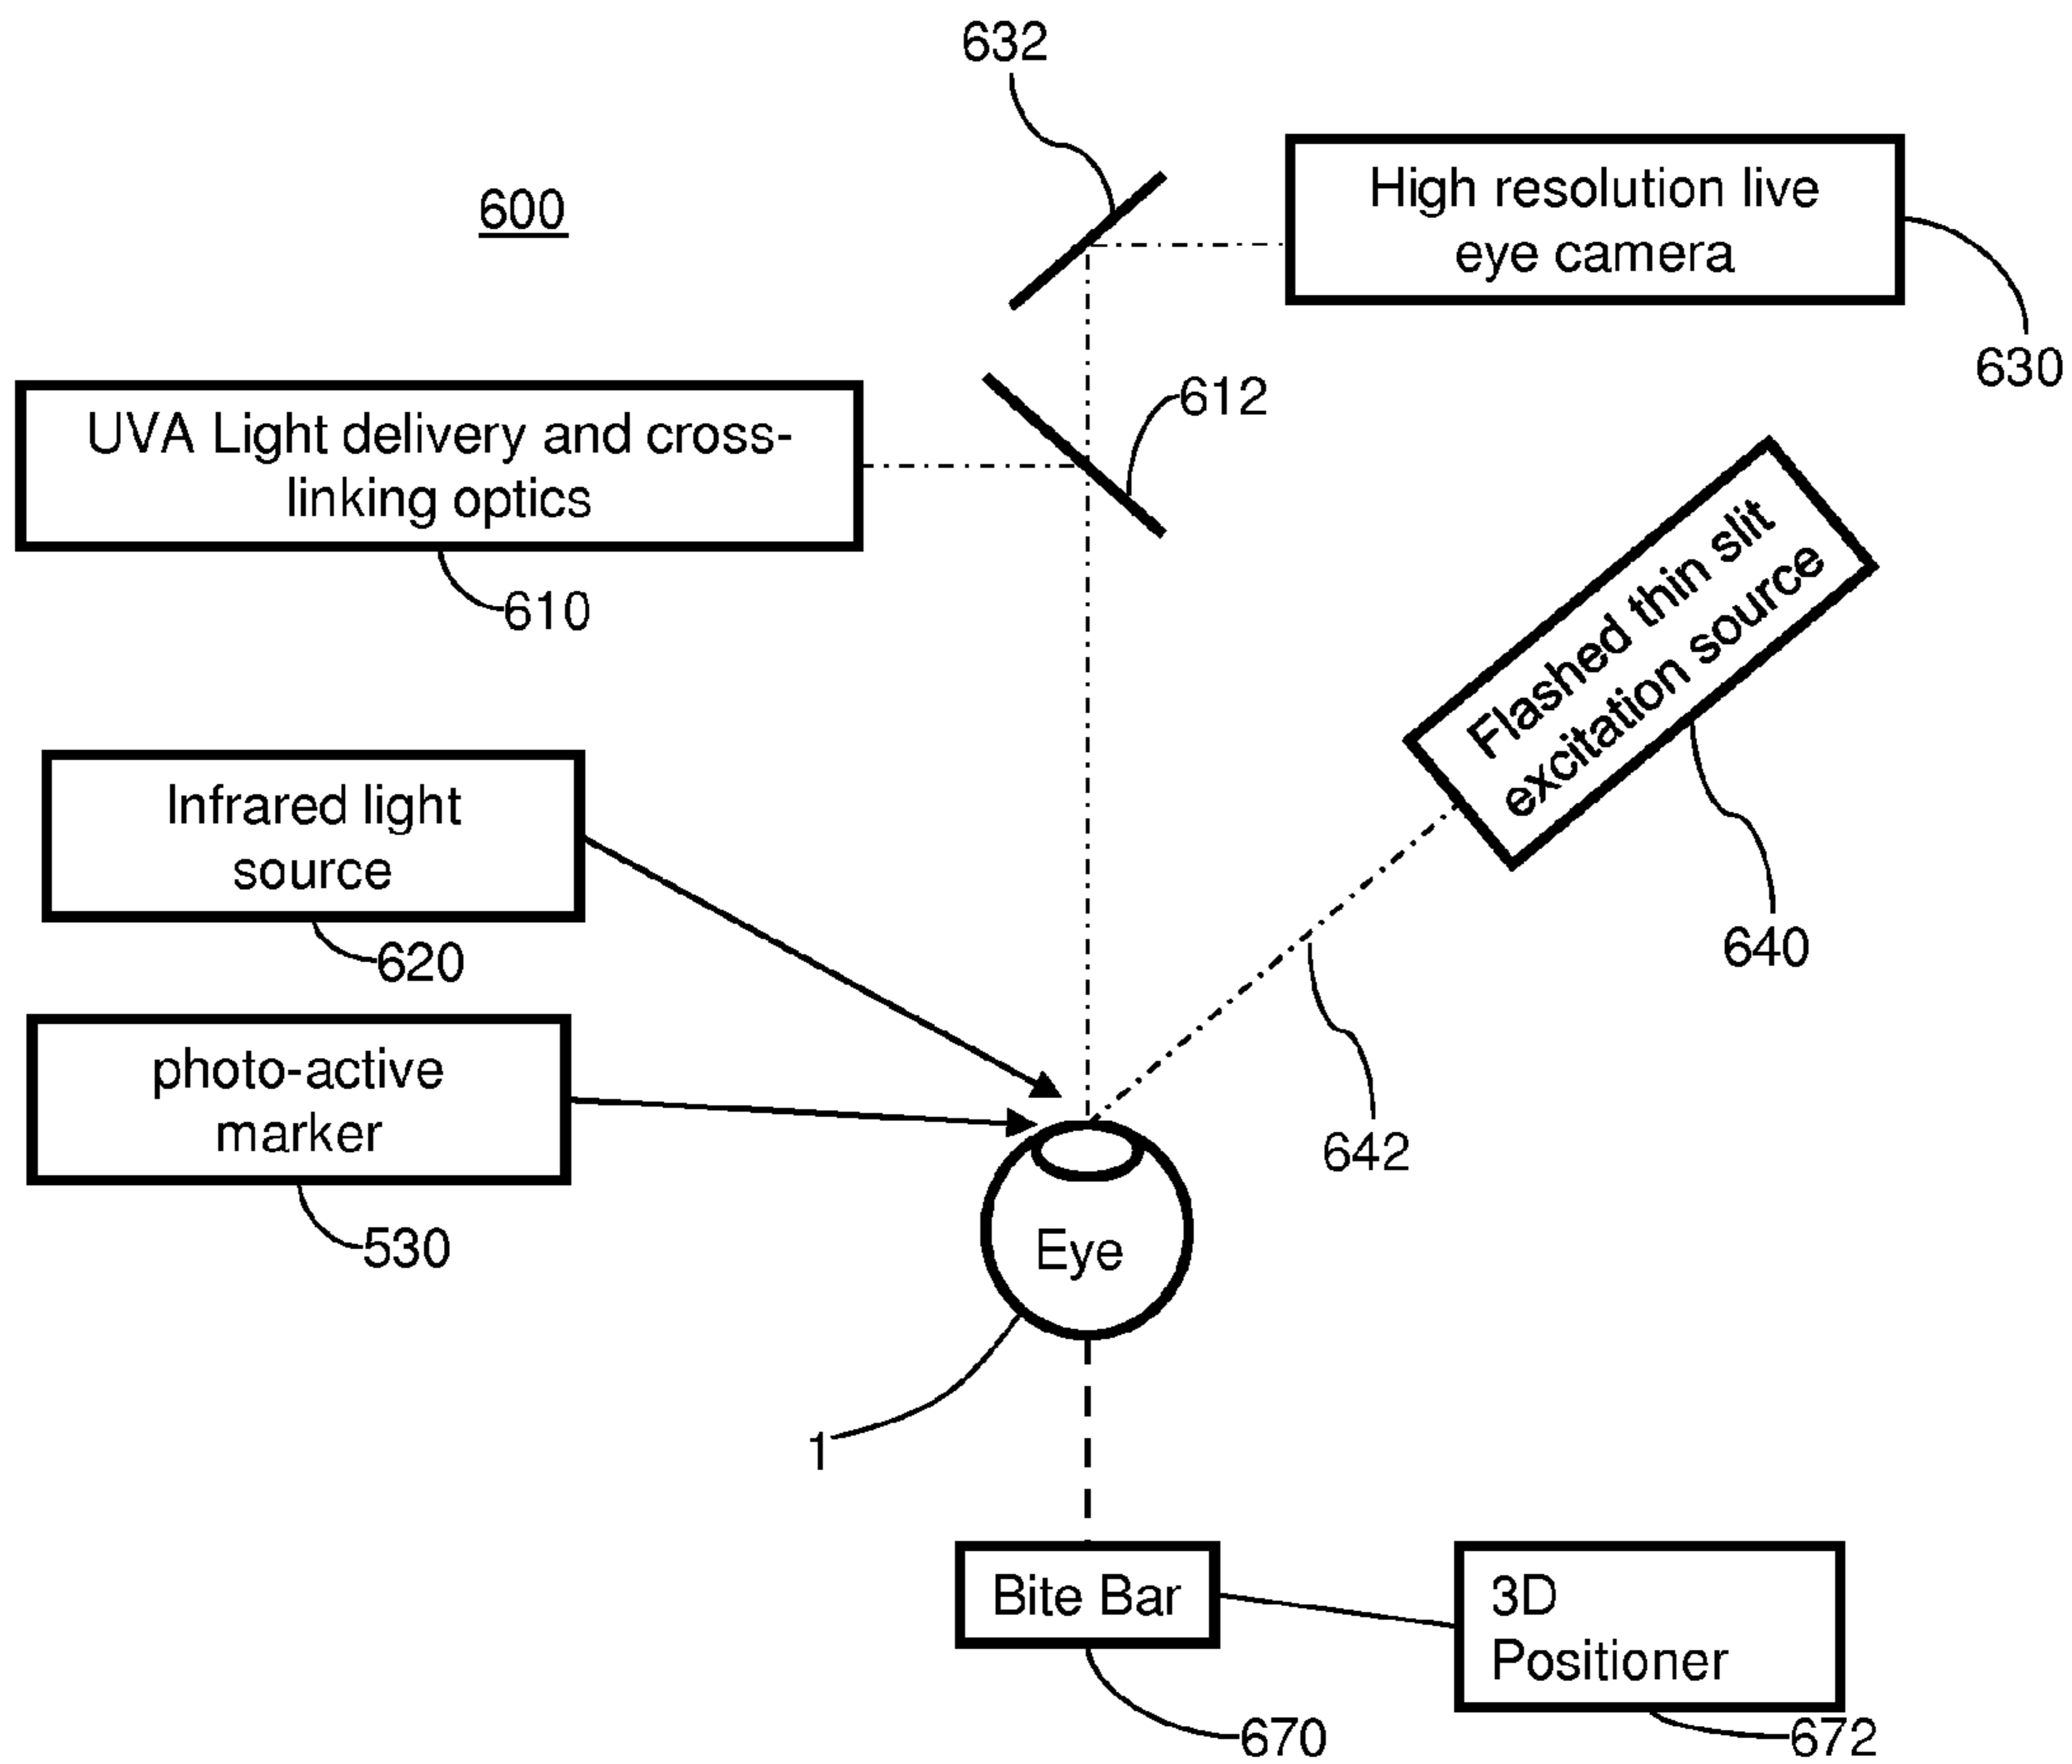 632
600
High resolution live
eye camera
630
612
UVA Light delivery and cross-
linking optics
610
Flashed thin slit
excitation source
640
Infrared light
source
620
photo-active
marker
530
642
Eye
1
Bite Bar
670
3D
Positioner
672